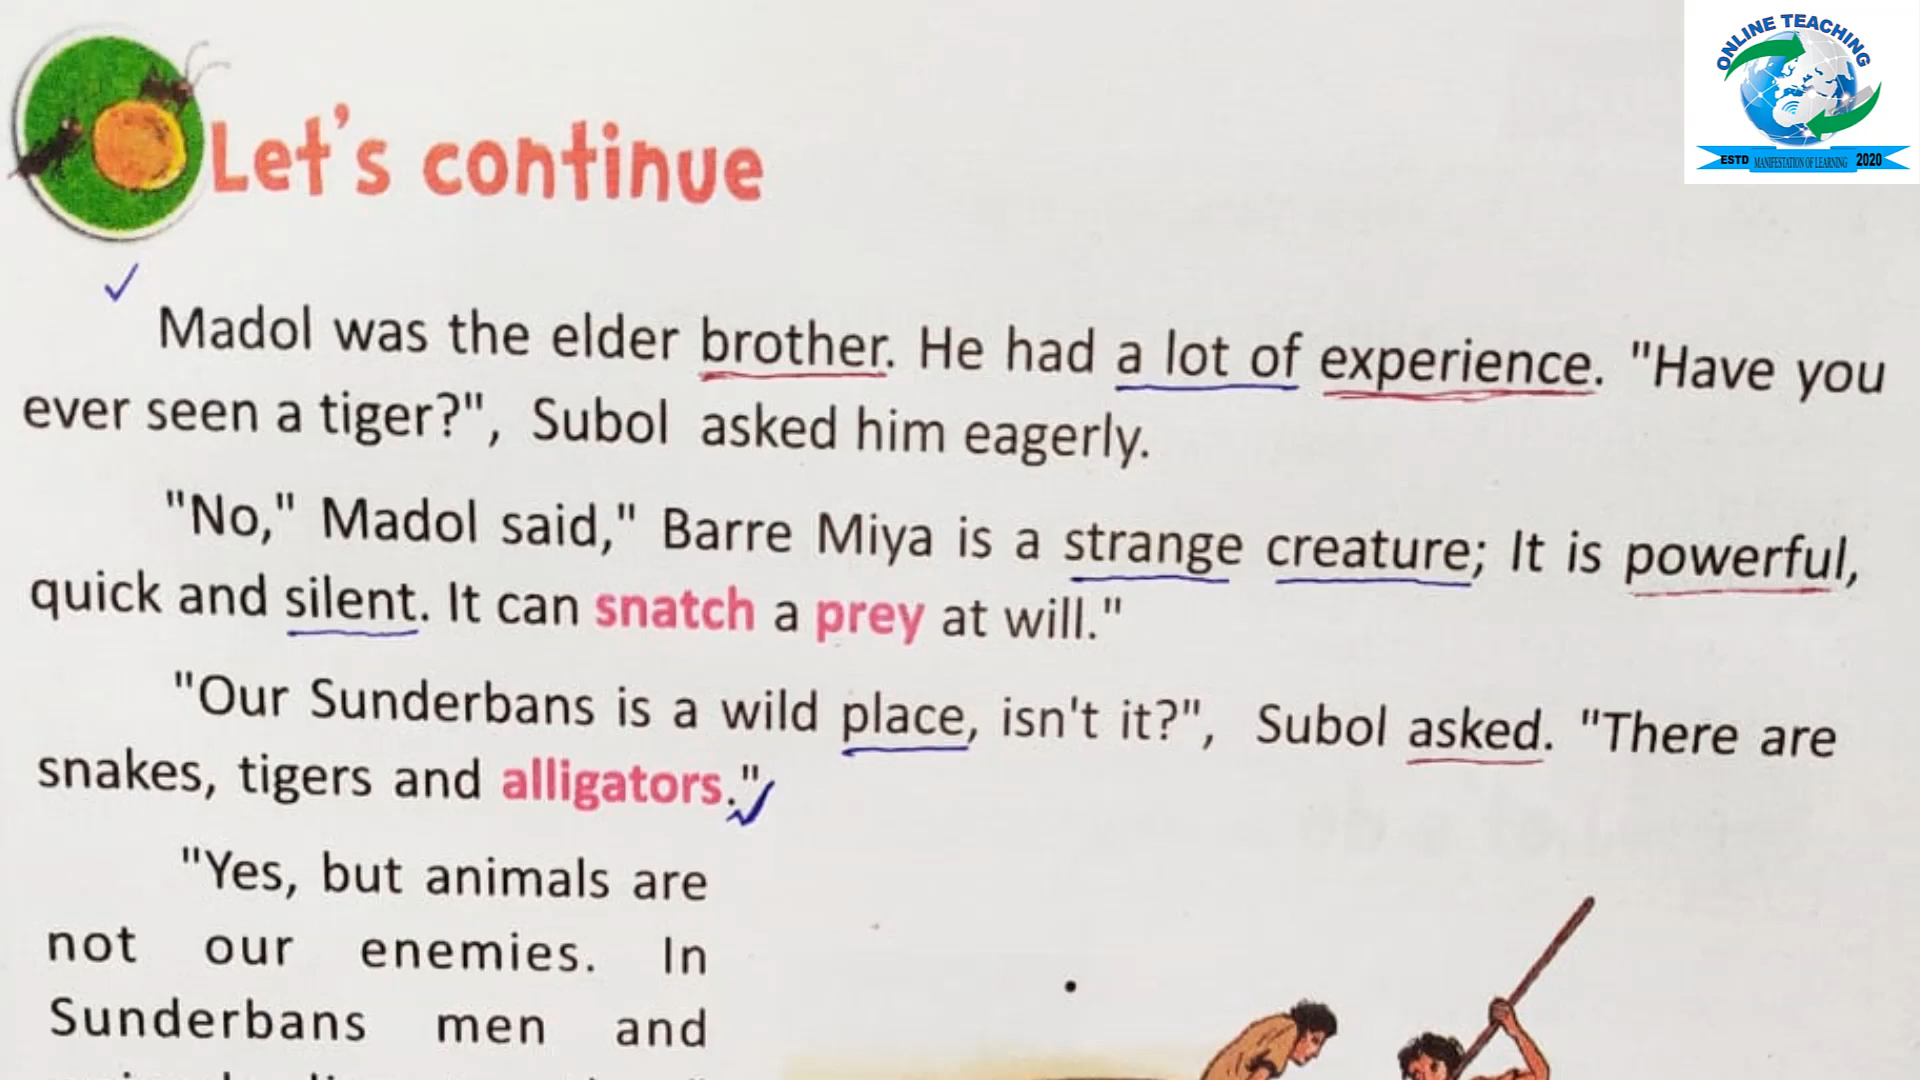 ONLINE TEACHING
ESTD MANIFESTATION OF LEARNING 2020
Let's continue
Madol was the elder brother. He had a lot of experience. "Have you
ever seen a tiger?", Subol asked him eagerly.
"No," Madol said," Barre Miya is a strange creature; It is powerful,
quick and silent. It can snatch a prey at will."
"Our Sunderbans is a wild place, isn't it?", Subol asked. "There are
snakes, tigers and alligators."
"Yes, but animals are
not our enemies. In
Sunderbans men and